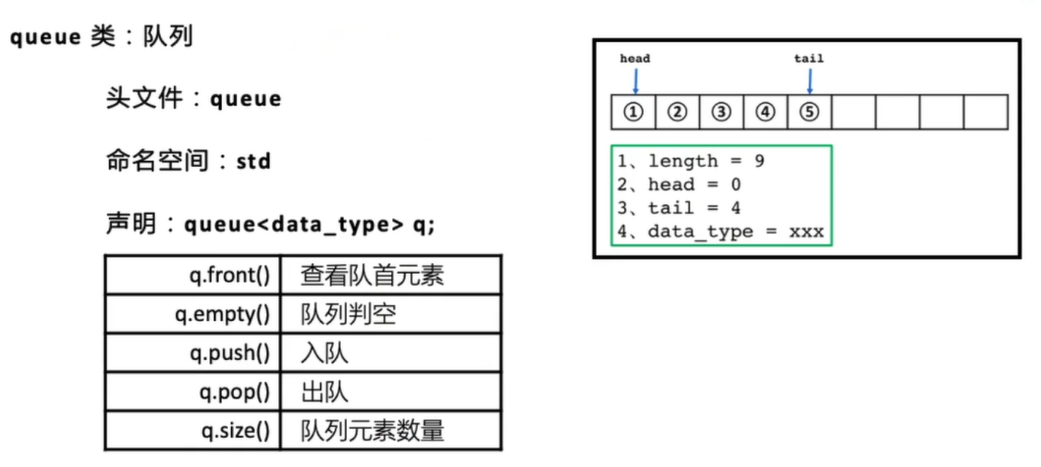 queue 类：队列
头文件：queue
命名空间：std
声明：queue<data_type> q;
q.front() 查看队首元素
q.empty() 队列判空
q.push() 入队
q.pop() 出队
q.size() 队列元素数量
head tail
① ② ③ ④ ⑤
1、length = 9
2、head = 0
3、tail = 4
4、data_type = xxx